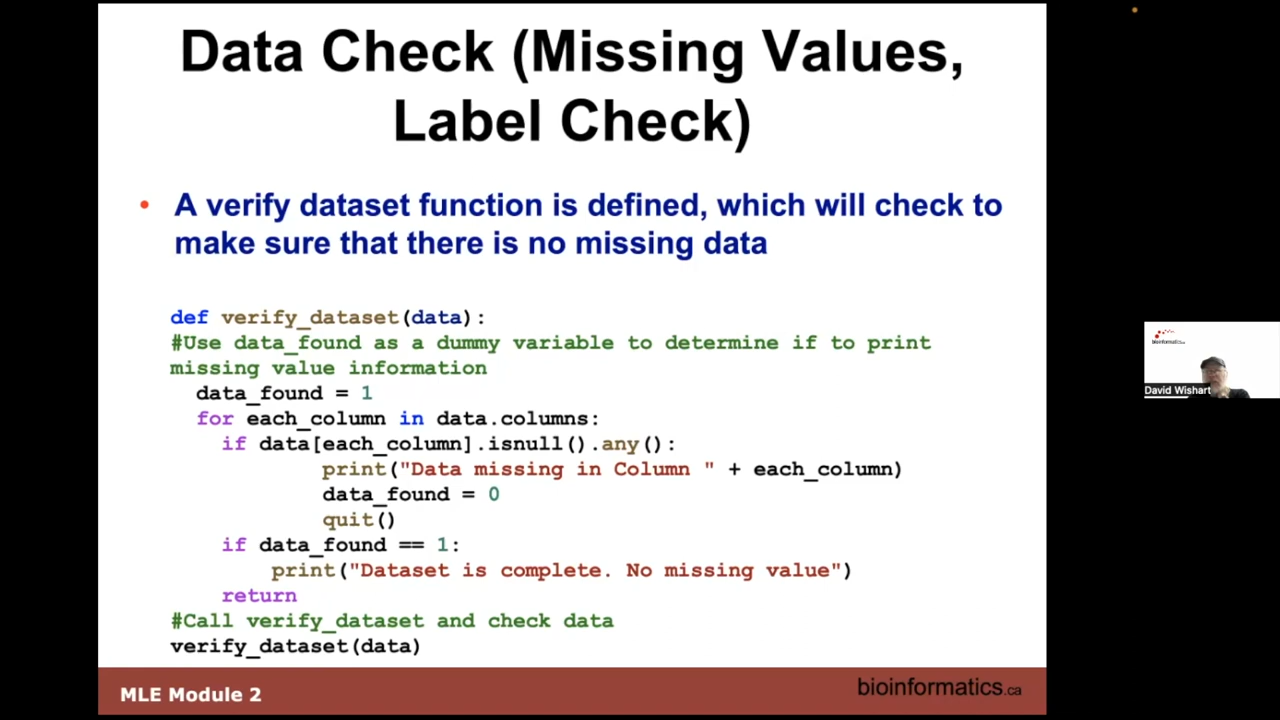 Data Check (Missing Values,
Label Check)
• A verify dataset function is defined, which will check to
make sure that there is no missing data
def verify_dataset(data):
#Use data_found as a dummy variable to determine if to print
missing value information
data_found = 1
for each_column in data.columns:
if data[each_column].isnull().any():
print("Data missing in Column " + each_column)
data_found = 0
quit()
if data_found == 1:
print("Dataset is complete. No missing value")
return
#Call verify_dataset and check data
verify_dataset(data)
MLE Module 2
bioinformatics.ca
bioinformatics.ca
David Wishart